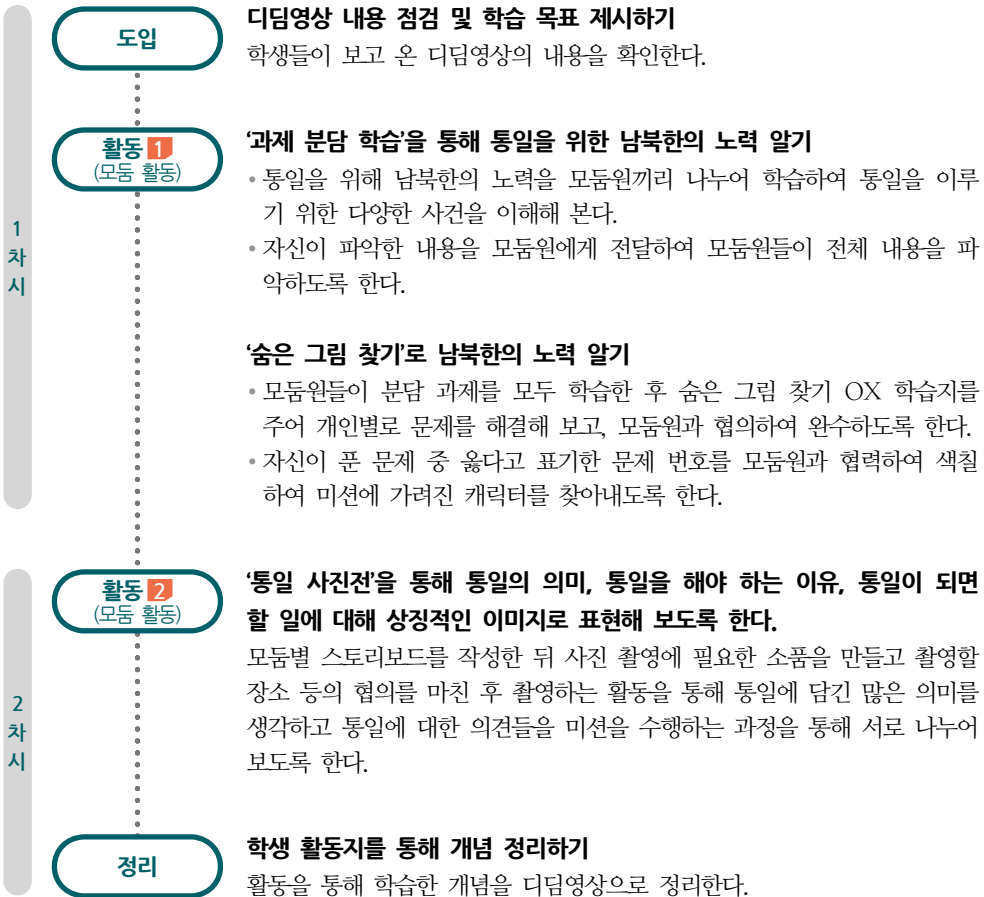 도입
디딤영상 내용 점검 및 학습 목표 제시하기
학생들이 보고 온 디딤영상의 내용을 확인한다.
1
차
시
활동 1
(모둠 활동)
‘과제 분담 학습’을 통해 통일을 위한 남북한의 노력 알기
• 통일을 위해 남북한의 노력을 모둠원끼리 나누어 학습하여 통일을 이루
기 위한 다양한 사건을 이해해 본다.
• 자신이 파악한 내용을 모둠원에게 전달하여 모둠원들이 전체 내용을 파
악하도록 한다.
‘숨은 그림 찾기’로 남북한의 노력 알기
• 모둠원들이 분담 과제를 모두 학습한 후 숨은 그림 찾기 OX 학습지를
주어 개인별로 문제를 해결해 보고, 모둠원과 협의하여 완수하도록 한다.
• 자신이 푼 문제 중 옳다고 표기한 문제 번호를 모둠원과 협력하여 색칠
하여 미션에 가려진 캐릭터를 찾아내도록 한다.
2
차
시
활동 2
(모둠 활동)
‘통일 사진전’을 통해 통일의 의미, 통일을 해야 하는 이유, 통일이 되면
할 일에 대해 상징적인 이미지로 표현해 보도록 한다.
모둠별 스토리보드를 작성한 뒤 사진 촬영에 필요한 소품을 만들고 촬영할
장소 등의 협의를 마친 후 촬영하는 활동을 통해 통일에 담긴 많은 의미를
생각하고 통일에 대한 의견들을 미션을 수행하는 과정을 통해 서로 나누어
보도록 한다.
정리
학생 활동지를 통해 개념 정리하기
활동을 통해 학습한 개념을 디딤영상으로 정리한다.